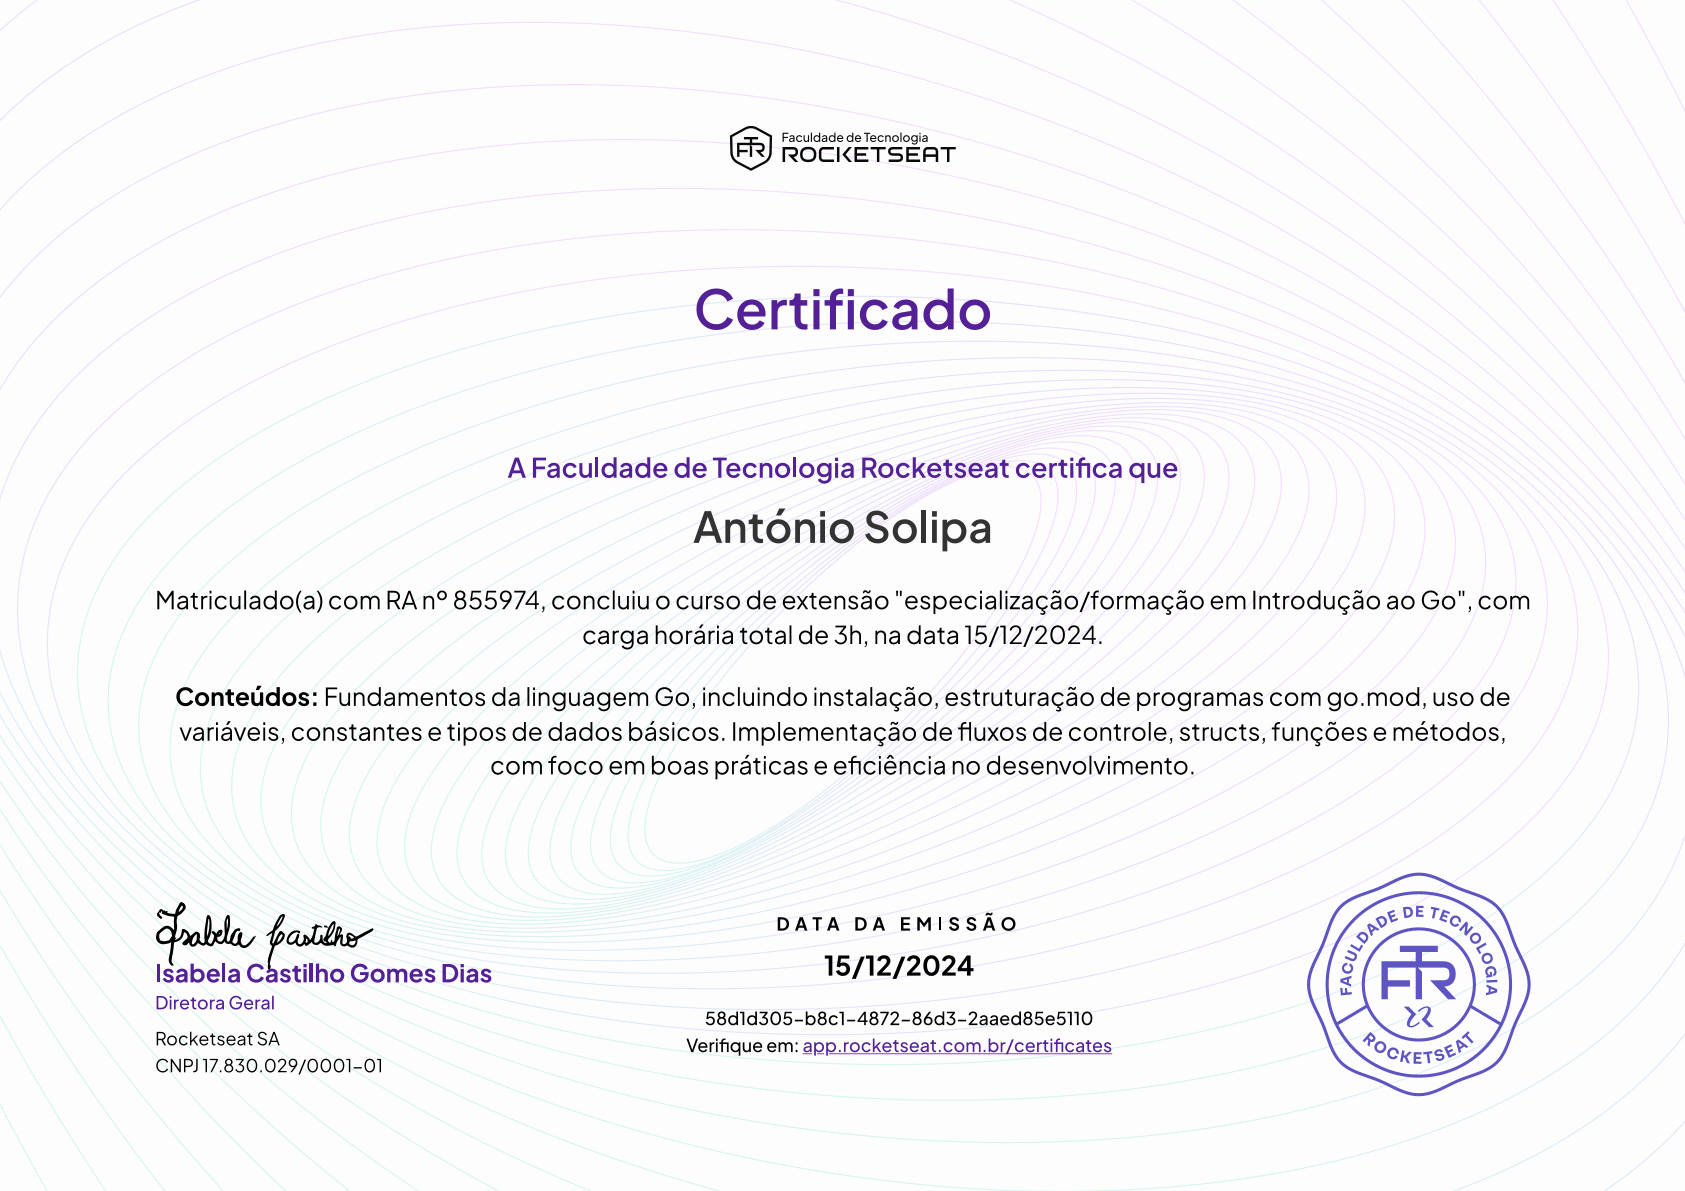 Faculdade de Tecnologia
ROCKETSEAT
Certificado
A Faculdade de Tecnologia Rocketseat certifica que
António Solipa
Matriculado(a) com RA nº 855974, concluiu o curso de extensão "especialização/formação em Introdução ao Go", com
carga horária total de 3h, na data 15/12/2024.
Conteúdos: Fundamentos da linguagem Go, incluindo instalação, estruturação de programas com go.mod, uso de
variáveis, constantes e tipos de dados básicos. Implementação de fluxos de controle, structs, funções e métodos,
com foco em boas práticas e eficiência no desenvolvimento.
Isabela Castilho
Isabela Castilho Gomes Dias
Diretora Geral
Rocketseat SA
CNPJ 17.830.029/0001-01
DATA DA EMISSÃO
15/12/2024
58d1d305-b8c1-4872-86d3-2aaed85e5110
Verifique em: app.rocketseat.com.br/certificates
FACULDADE DE TECNOLOGIA
FTR
ROCKETSEAT